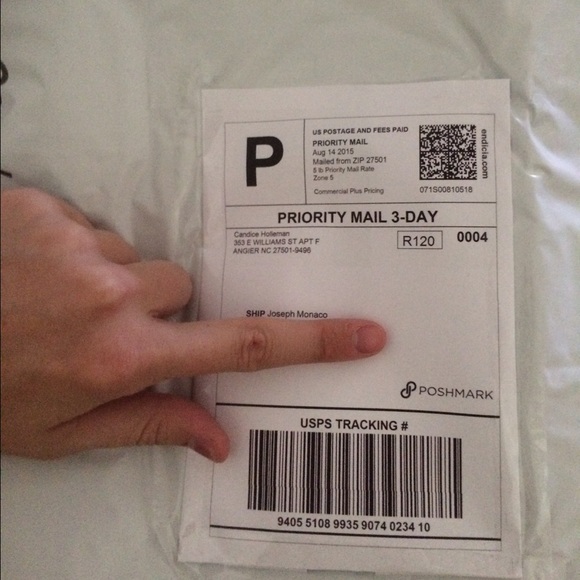 P
US POSTAGE AND FEES PAID
PRIORITY MAIL
Aug 14 2015
Mailed from ZIP 27501
5 lb Priority Mail Rate
Zone 5
Commercial Plus Pricing
endicia.com
071S00810518
PRIORITY MAIL 3-DAY
Candice Holleman
353 E WILLIAMS ST APT F
ANGIER NC 27501-9496
R120
0004
SHIP Joseph Monaco
POSHMARK
USPS TRACKING #
9405 5108 9935 9074 0234 10